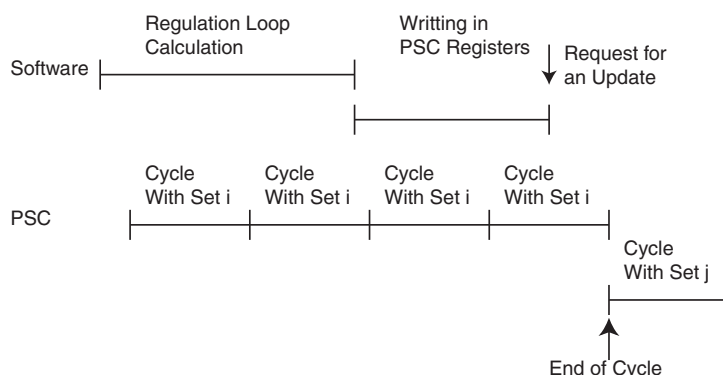 Regulation Loop
Calculation
Writting in
PSC Registers
Request for
an Update
Software
Cycle
With Set i
Cycle
With Set i
Cycle
With Set i
Cycle
With Set i
PSC
Cycle
With Set j
End of Cycle